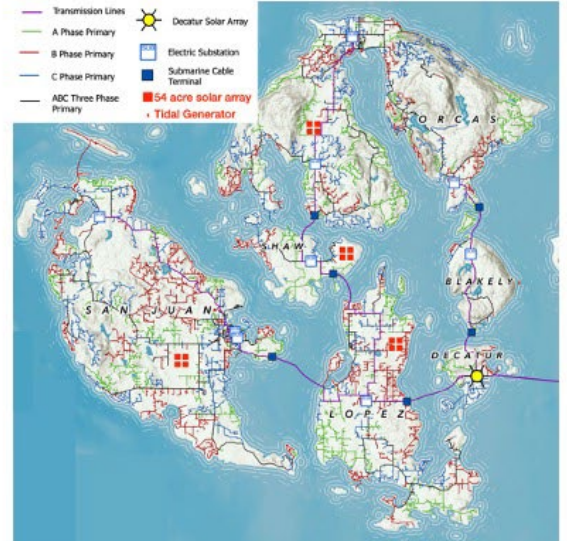 Transmission Lines
A Phase Primary
B Phase Primary
C Phase Primary
ABC Three Phase
Primary
Decatur Solar Array
Electric Substation
Submarine Cable
Terminal
54 acre solar array
Tidal Generator
ORCAS
SHAW
BLAKELY
SAN JUAN
DECATUR
LOPEZ